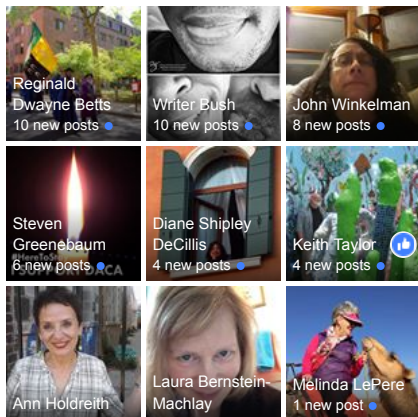 Reginald
Dwayne Betts
10 new posts
Writer Bush
10 new posts
John Winkelman
8 new posts
Steven
Greenebaum
6 new posts
Diane Shipley
DeCillis
4 new posts
Keith Taylor
4 new posts
Ann Holdreith
Laura Bernstein-
Machlay
Melinda LePere
1 new post